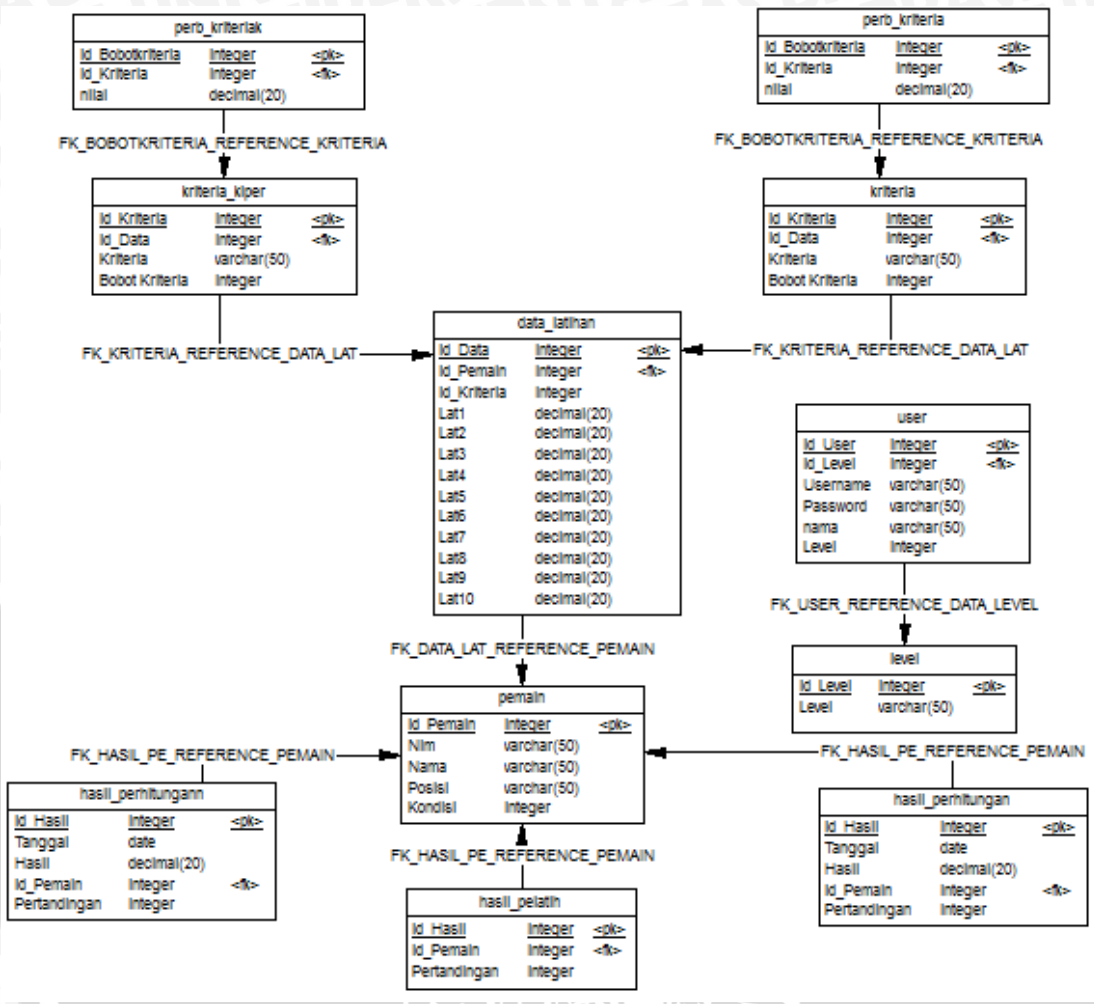 perb_kriteriak
Id_Bobotkriteria Integer <pk>
Id_Kriteria Integer <fk>
nilai decimal(20)
FK_BOBOTKRITERIA_REFERENCE_KRITERIA
kriteria_kiper
Id_Kriteria Integer <pk>
Id_Data Integer <fk>
Kriteria varchar(50)
Bobot Kriteria Integer
FK_KRITERIA_REFERENCE_DATA_LAT
perb_kriteria
Id_Bobotkriteria Integer <pk>
Id_Kriteria Integer <fk>
nilai decimal(20)
FK_BOBOTKRITERIA_REFERENCE_KRITERIA
kriteria
Id_Kriteria Integer <pk>
Id_Data Integer <fk>
Kriteria varchar(50)
Bobot Kriteria Integer
FK_KRITERIA_REFERENCE_DATA_LAT
data_latihan
Id_Data Integer <pk>
Id_Pemain Integer <fk>
Id_Kriteria Integer
Lat1 decimal(20)
Lat2 decimal(20)
Lat3 decimal(20)
Lat4 decimal(20)
Lat5 decimal(20)
Lat6 decimal(20)
Lat7 decimal(20)
Lat8 decimal(20)
Lat9 decimal(20)
Lat10 decimal(20)
FK_DATA_LAT_REFERENCE_PEMAIN
user
Id_User Integer <pk>
Id_Level Integer <fk>
Username varchar(50)
Password varchar(50)
nama varchar(50)
Level Integer
FK_USER_REFERENCE_DATA_LEVEL
level
Id_Level Integer <pk>
Level varchar(50)
pemain
Id_Pemain Integer <pk>
Nim varchar(50)
Nama varchar(50)
Posisi varchar(50)
Kondisi Integer
FK_HASIL_PE_REFERENCE_PEMAIN
hasil_perhitungann
Id_Hasil Integer <pk>
Tanggal date
Hasil decimal(20)
Id_Pemain Integer <fk>
Pertandingan Integer
FK_HASIL_PE_REFERENCE_PEMAIN
hasil_pelatih
Id_Hasil Integer <pk>
Id_Pemain Integer <fk>
Pertandingan Integer
FK_HASIL_PE_REFERENCE_PEMAIN
hasil_perhitungan
Id_Hasil Integer <pk>
Tanggal date
Hasil decimal(20)
Id_Pemain Integer <fk>
Pertandingan Integer